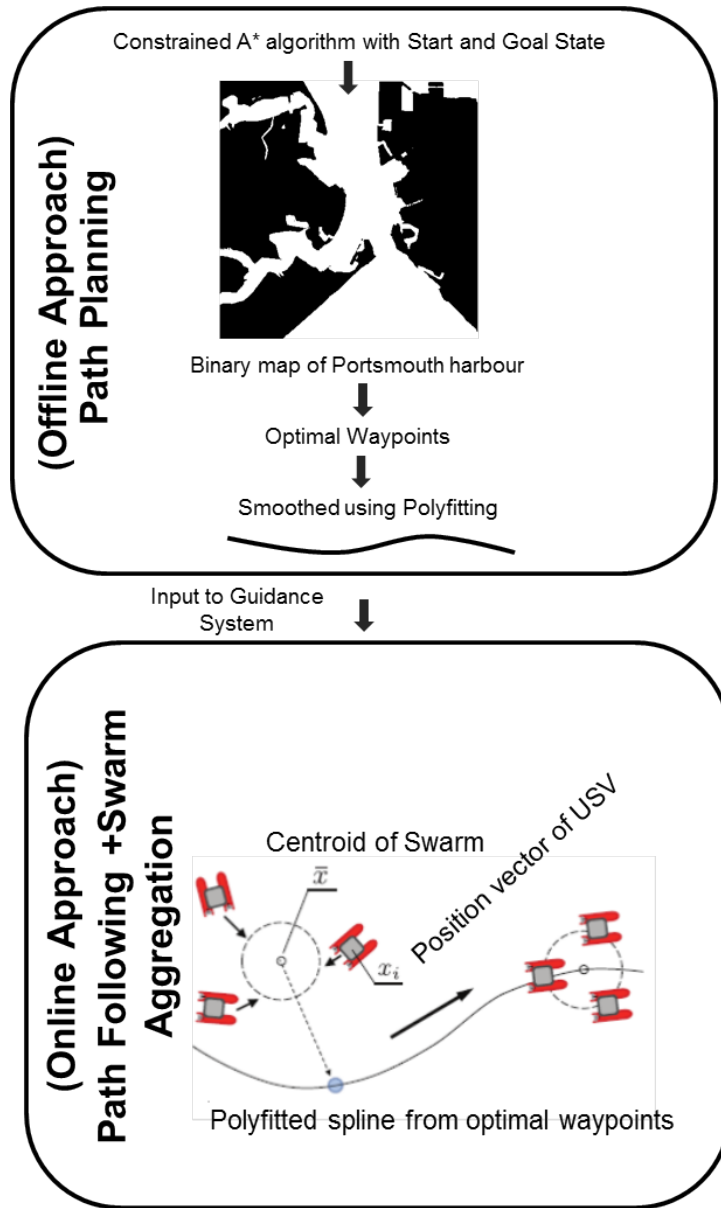 Constrained A* algorithm with Start and Goal State
(Offline Approach)
Path Planning
Binary map of Portsmouth harbour
Optimal Waypoints
Smoothed using Polyfitting
Input to Guidance
System
(Online Approach)
Path Following +Swarm
Aggregation
Centroid of Swarm
x̅
x_i
Position vector of USV
Polyfitted spline from optimal waypoints